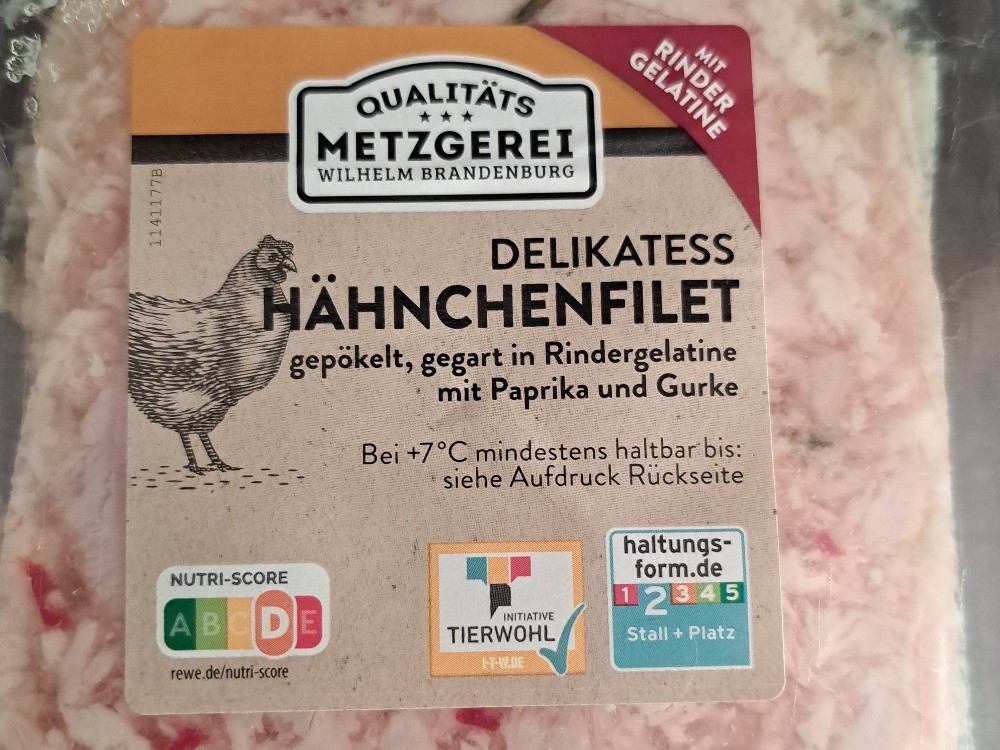 MIT
RINDER
GELATINE
QUALITÄTS
METZGEREI
WILHELM BRANDENBURG
1141177B
DELIKATESS
HÄHNCHENFILET
gepökelt, gegart in Rindergelatine
mit Paprika und Gurke
Bei +7°C mindestens haltbar bis:
siehe Aufdruck Rückseite
NUTRI-SCORE
A B C D E
rewe.de/nutri-score
INITIATIVE
TIERWOHL
I-T-W.DE
haltungs-
form.de
1 2 3 4 5
Stall + Platz